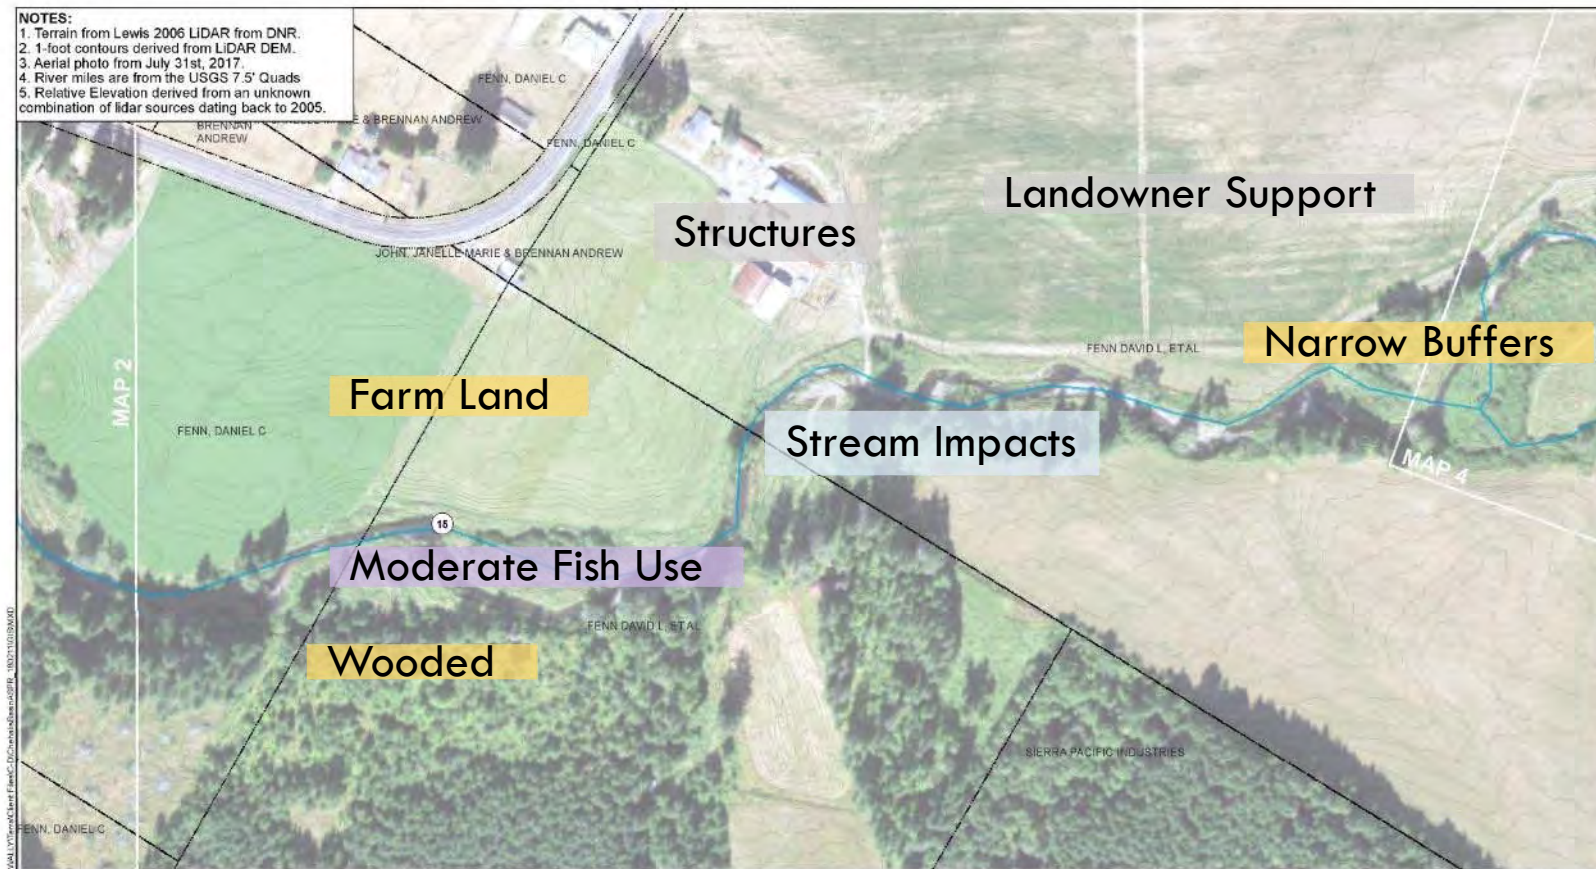 NOTES:
1. Terrain from Lewis 2006 LiDAR from DNR.
2. 1-foot contours derived from LiDAR DEM.
3. Aerial photo from July 31st, 2017.
4. River miles are from the USGS 7.5' Quads
5. Relative Elevation derived from an unknown
combination of lidar sources dating back to 2005.
FENN, DANIEL C
MARIE & BRENNAN ANDREW
BRENNAN
ANDREW
FENN, DANIEL C
Landowner Support
Structures
JOHN, JANELLE MARIE & BRENNAN ANDREW
Narrow Buffers
FENN DAVID L, ETAL
MAP 2
Farm Land
FENN, DANIEL C
Stream Impacts
MAP 4
15
Moderate Fish Use
FENN DAVID L, ETAL
Wooded
SIERRA PACIFIC INDUSTRIES
FENN, DANIEL C